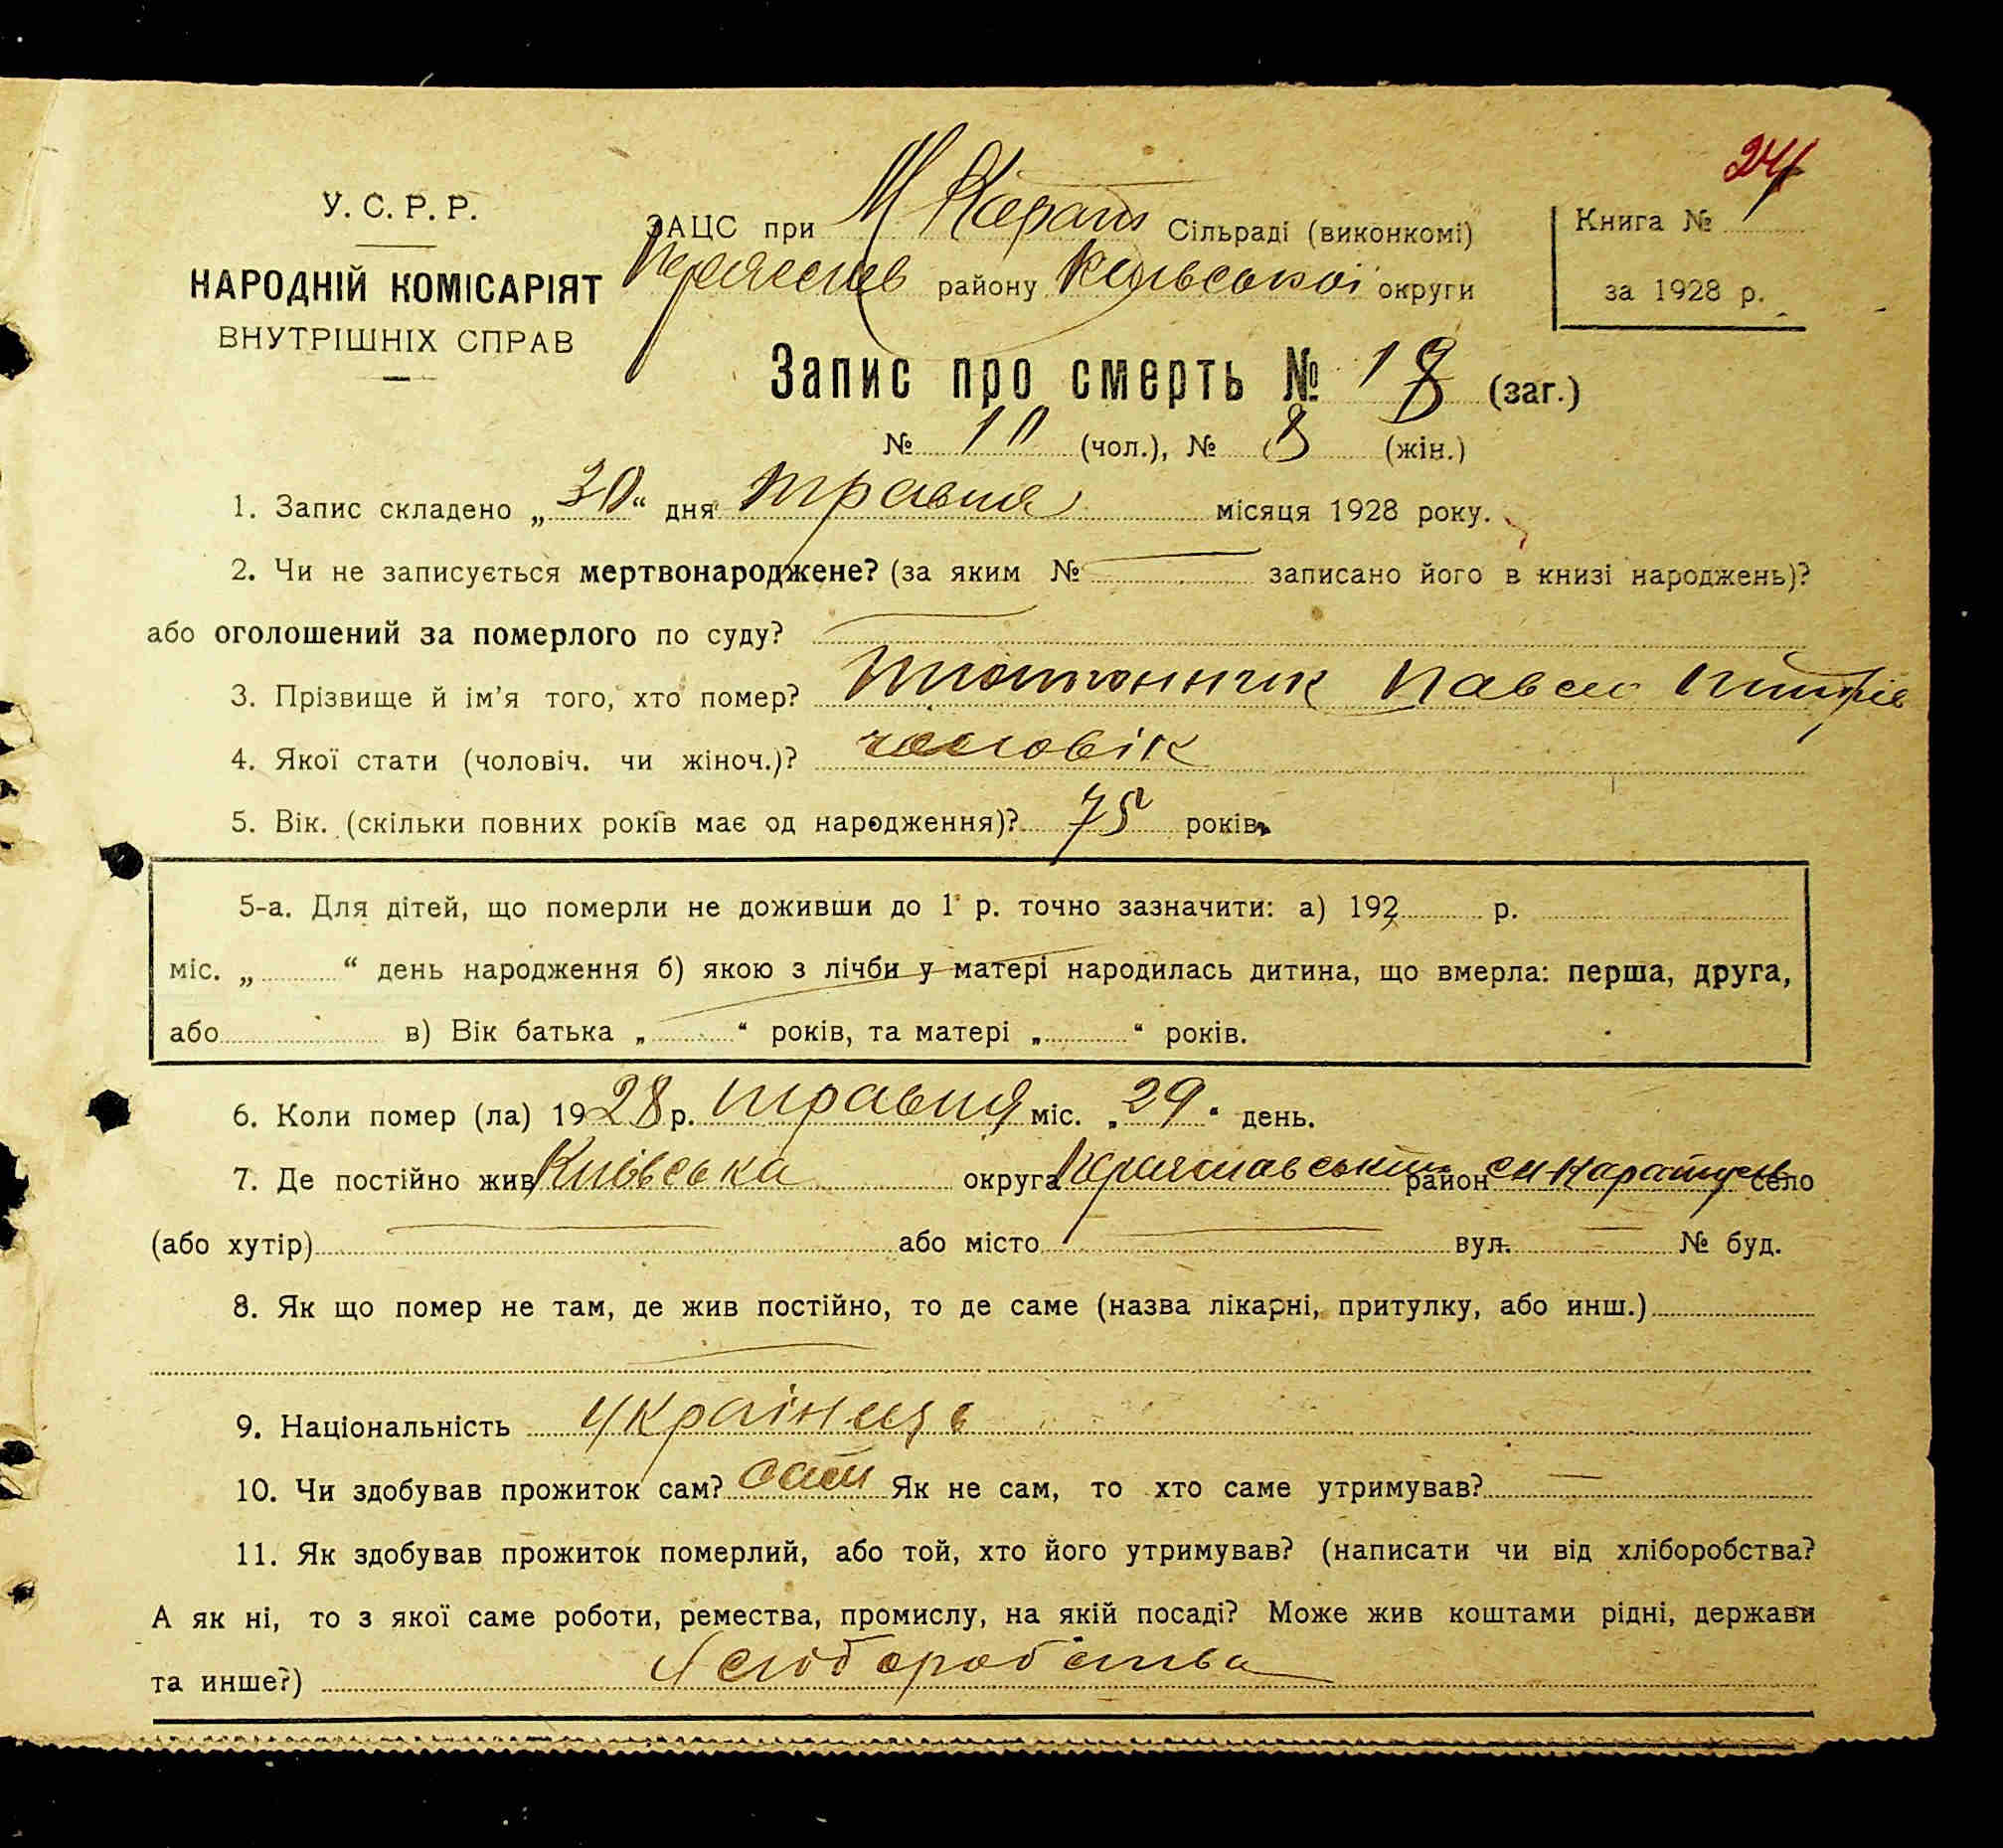 24
У. С. Р. Р.
НАРОДНІЙ КОМІСАРІЯТ
ВНУТРІШНІХ СПРАВ
ЗАЦС при М Карат Сільраді (виконкомі)
району Київської округи
Книга №
за 1928 р.
Запис про смерть № 18 (заг.)
№ 10 (чол.), № 8 (жін.)
1. Запис складено „30“ дня травня місяця 1928 року.
2. Чи не записується мертвонароджене? (за яким № записано його в книзі народжень)?
або оголошений за померлого по суду?
3. Прізвище й ім’я того, хто помер? Павло
4. Якої стати (чоловіч. чи жіноч.)? чоловік
5. Вік. (скільки повних років має од народження)? 75 років.
5-а. Для дітей, що померли не доживши до 1 р. точно зазначити: а) 192 р.
міс. „ “ день народження б) якою з лічби у матері народилась дитина, що вмерла: перша, друга,
або в) Вік батька „ “ років, та матері „ “ років.
6. Коли помер (ла) 1928 р. травня міс. „29“ день.
7. Де постійно жив Київська округа Переяславський район село
(або хутір) або місто вул. № буд.
8. Як що помер не там, де жив постійно, то де саме (назва лікарні, притулку, або инш.)
9. Національність українець
10. Чи здобував прожиток сам? сам Як не сам, то хто саме утримував?
11. Як здобував прожиток померлий, або той, хто його утримував? (написати чи від хліборобства?
А як ні, то з якої саме роботи, ремества, промислу, на якій посаді? Може жив коштами рідні, держави
та инше?) хліборобства